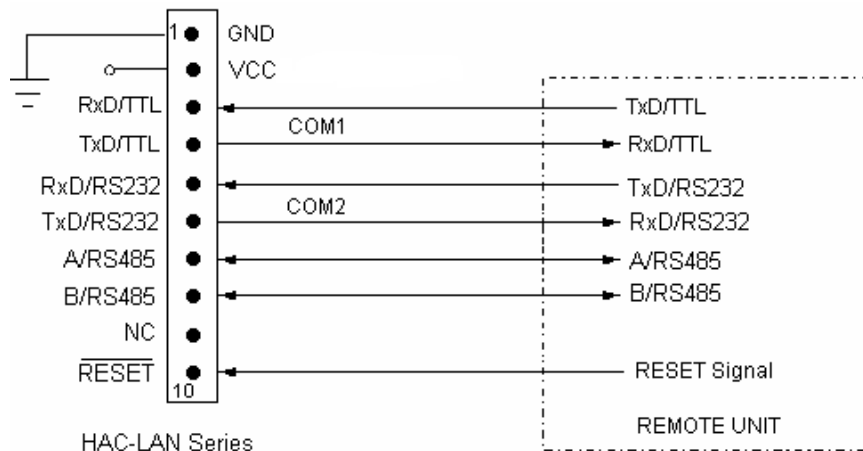 1 GND
VCC
RxD/TTL TxD/TTL
COM1
TxD/TTL RxD/TTL
RxD/RS232 TxD/RS232
COM2
TxD/RS232 RxD/RS232
A/RS485 A/RS485
B/RS485 B/RS485
NC
RESET RESET Signal
10
REMOTE UNIT
HAC-LAN Series